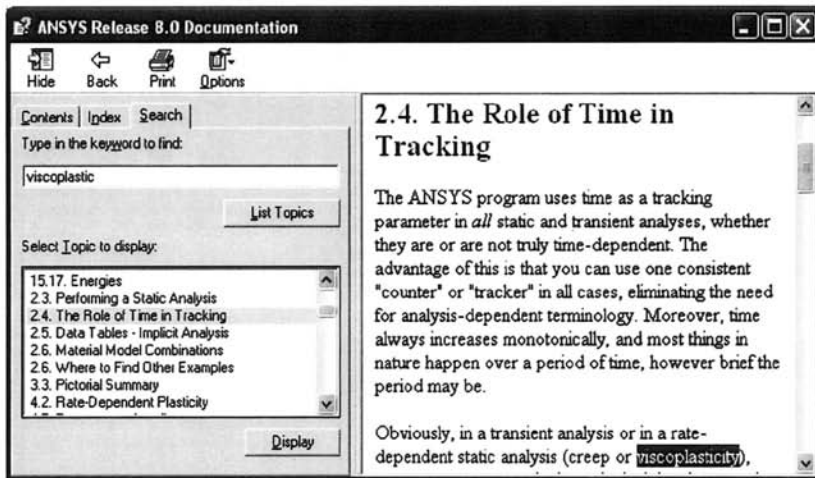 ANSYS Release 8.0 Documentation
Hide Back Print Options
Contents Index Search
Type in the keyword to find:
viscoplastic
List Topics
Select Topic to display:
15.17. Energies
2.3. Performing a Static Analysis
2.4. The Role of Time in Tracking
2.5. Data Tables - Implicit Analysis
2.6. Material Model Combinations
2.6. Where to Find Other Examples
3.3. Pictorial Summary
4.2. Rate-Dependent Plasticity
Display
2.4. The Role of Time in
Tracking
The ANSYS program uses time as a tracking
parameter in all static and transient analyses, whether
they are or are not truly time-dependent. The
advantage of this is that you can use one consistent
"counter" or "tracker" in all cases, eliminating the need
for analysis-dependent terminology. Moreover, time
always increases monotonically, and most things in
nature happen over a period of time, however brief the
period may be.
Obviously, in a transient analysis or in a rate-
dependent static analysis (creep or viscoplasticity),